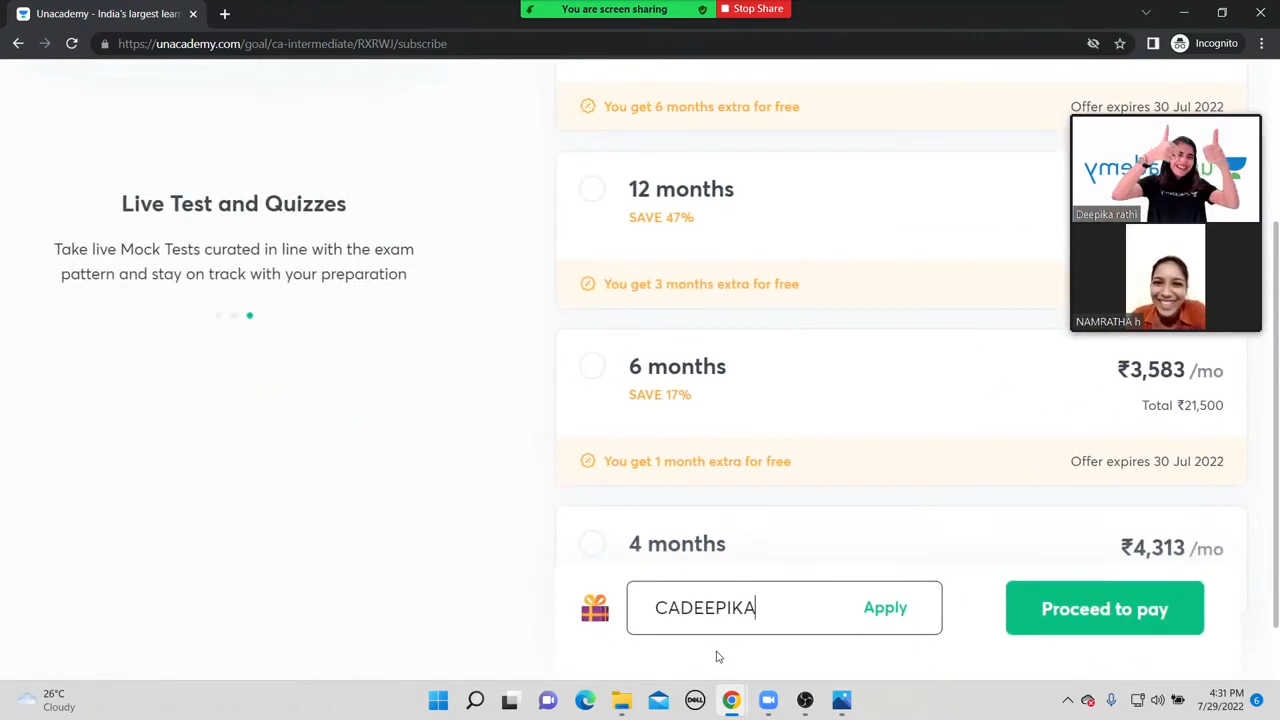 Unacademy - India's largest learn
You are screen sharing
Stop Share
https://unacademy.com/goal/ca-intermediate/RXRWJ/subscribe
Incognito
You get 6 months extra for free
Offer expires 30 Jul 2022
12 months
SAVE 47%
You get 3 months extra for free
Live Test and Quizzes
Take live Mock Tests curated in line with the exam
pattern and stay on track with your preparation
Deepika rathi
NAMRATHA h
6 months
SAVE 17%
₹3,583 /mo
Total ₹21,500
You get 1 month extra for free
Offer expires 30 Jul 2022
4 months
₹4,313 /mo
CADEEPIKA
Apply
Proceed to pay
26°C
Cloudy
DELL
4:31 PM
7/29/2022
6